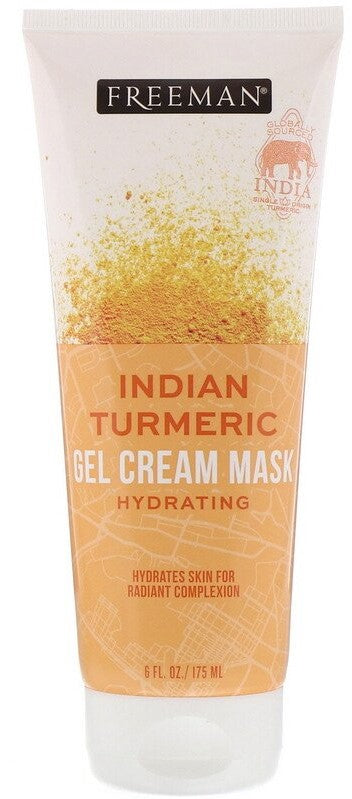 FREEMAN®
GLOBALLY
SOURCED
INDIA
SINGLE ORIGIN
TURMERIC
INDIAN
TURMERIC
GEL CREAM MASK
HYDRATING
HYDRATES SKIN FOR
RADIANT COMPLEXION
6 FL. OZ./175 ML